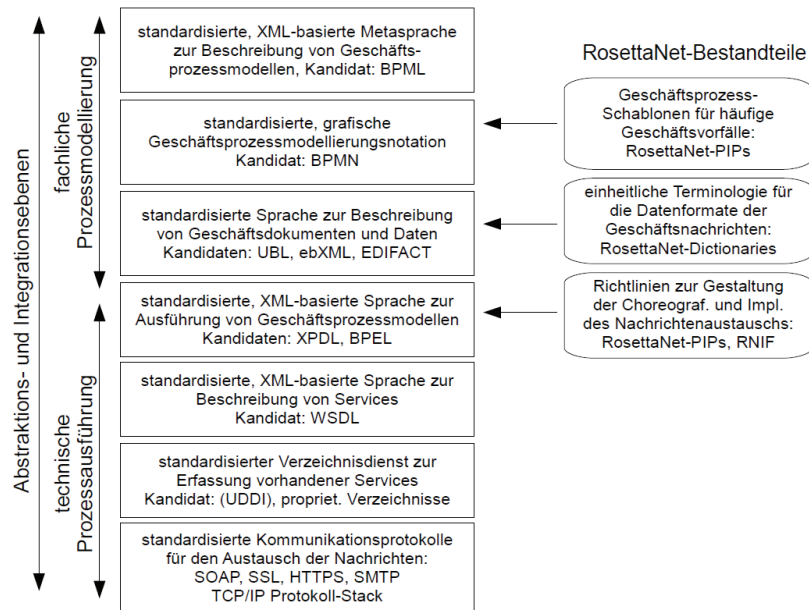 Abstraktions- und Integrationsebenen
fachliche
Prozessmodellierung
technische
Prozessausführung
standardisierte, XML-basierte Metasprache
zur Beschreibung von Geschäfts-
prozessmodellen, Kandidat: BPML
standardisierte, grafische
Geschäftsprozessmodellierungsnotation
Kandidat: BPMN
standardisierte Sprache zur Beschreibung
von Geschäftsdokumenten und Daten
Kandidaten: UBL, ebXML, EDIFACT
standardisierte, XML-basierte Sprache zur
Ausführung von Geschäftsprozessmodellen
Kandidaten: XPDL, BPEL
standardisierte, XML-basierte Sprache zur
Beschreibung von Services
Kandidat: WSDL
standardisierter Verzeichnisdienst zur
Erfassung vorhandener Services
Kandidat: (UDDI), propriet. Verzeichnisse
standardisierte Kommunikationsprotokolle
für den Austausch der Nachrichten:
SOAP, SSL, HTTPS, SMTP
TCP/IP Protokoll-Stack
RosettaNet-Bestandteile
Geschäftsprozess-
Schablonen für häufige
Geschäftsvorfälle:
RosettaNet-PIPs
einheitliche Terminologie für
die Datenformate der
Geschäftsnachrichten:
RosettaNet-Dictionaries
Richtlinien zur Gestaltung
der Choreograf. und Impl.
des Nachrichtenaustauschs:
RosettaNet-PIPs, RNIF